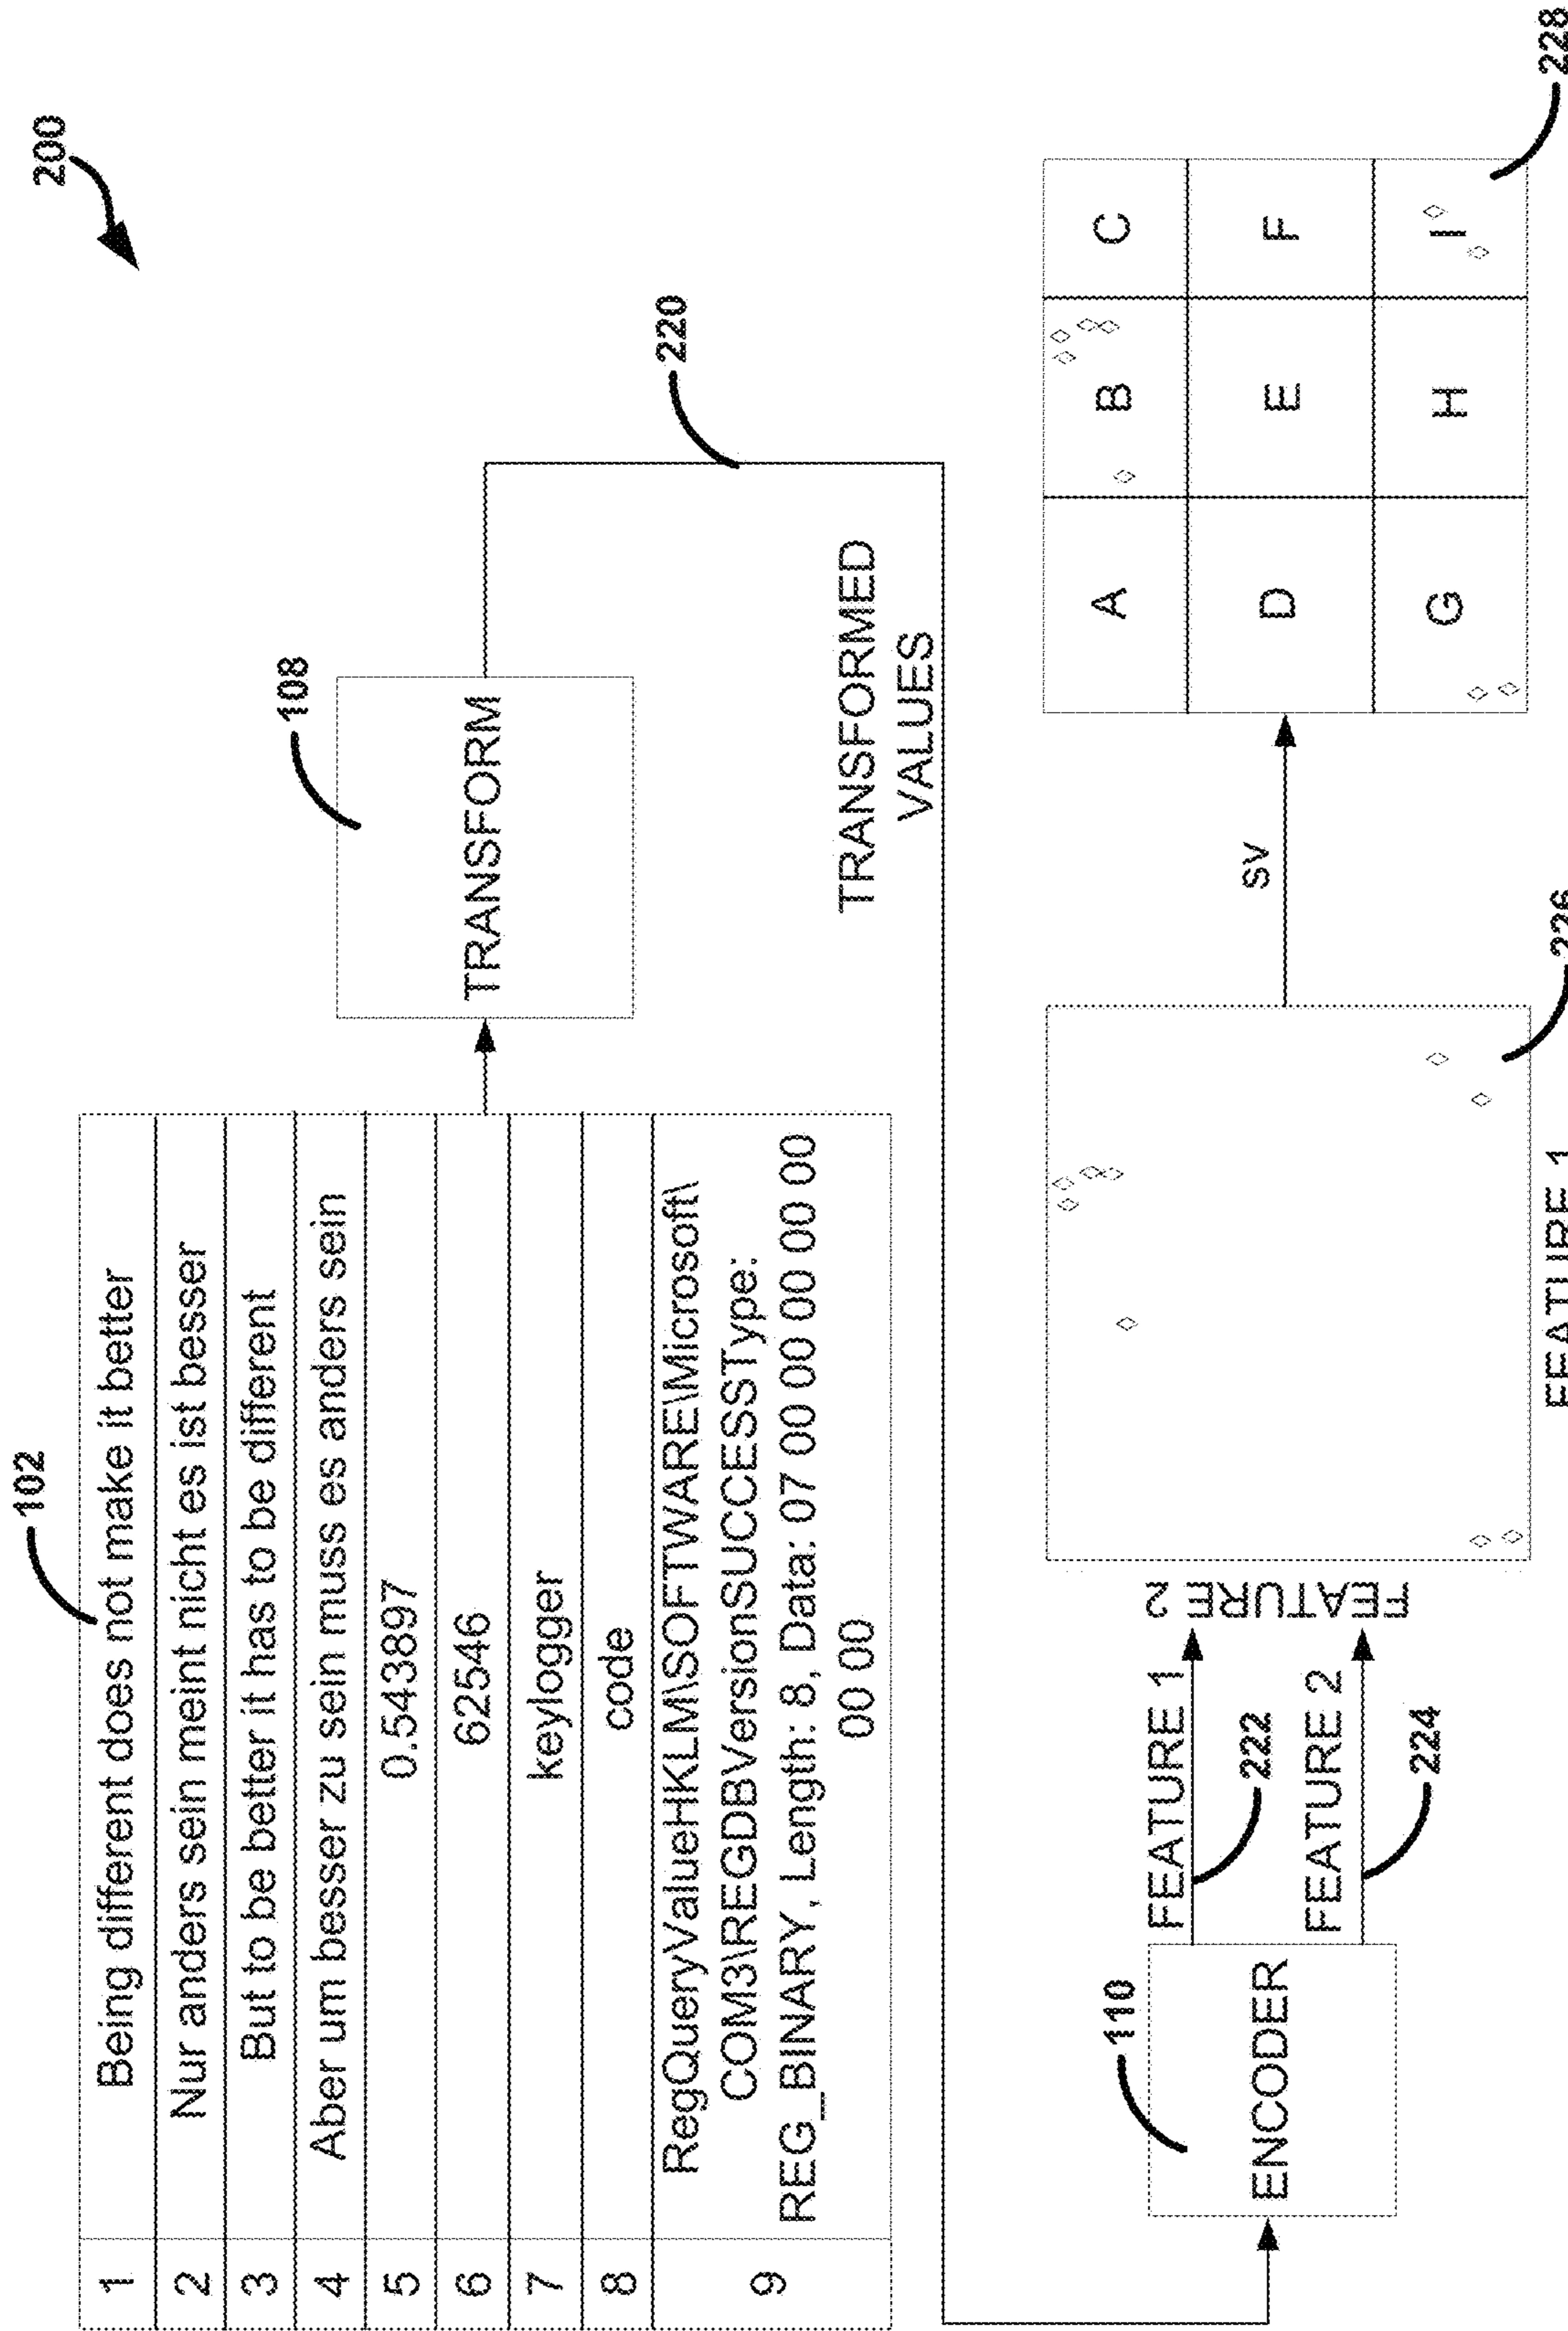 200
102
1 Being different does not make it better
2 Nur anders sein meint nicht es ist besser
3 But to be better it has to be different
4 Aber um besser zu sein muss es anders sein
5 0.543897
6 62546
7 keylogger
8 code
9 RegQueryValueHKLM\SOFTWARE\Microsoft\
COM3\REGDBVersionSUCCESSType:
REG_BINARY, Length: 8, Data: 07 00 00 00 00 00 00
00 00
108
TRANSFORM
220
TRANSFORMED
VALUES
110
ENCODER
FEATURE 1
222
FEATURE 2
224
FEATURE 2
FEATURE 1
226
SV
A B C
D E F
G H I
228